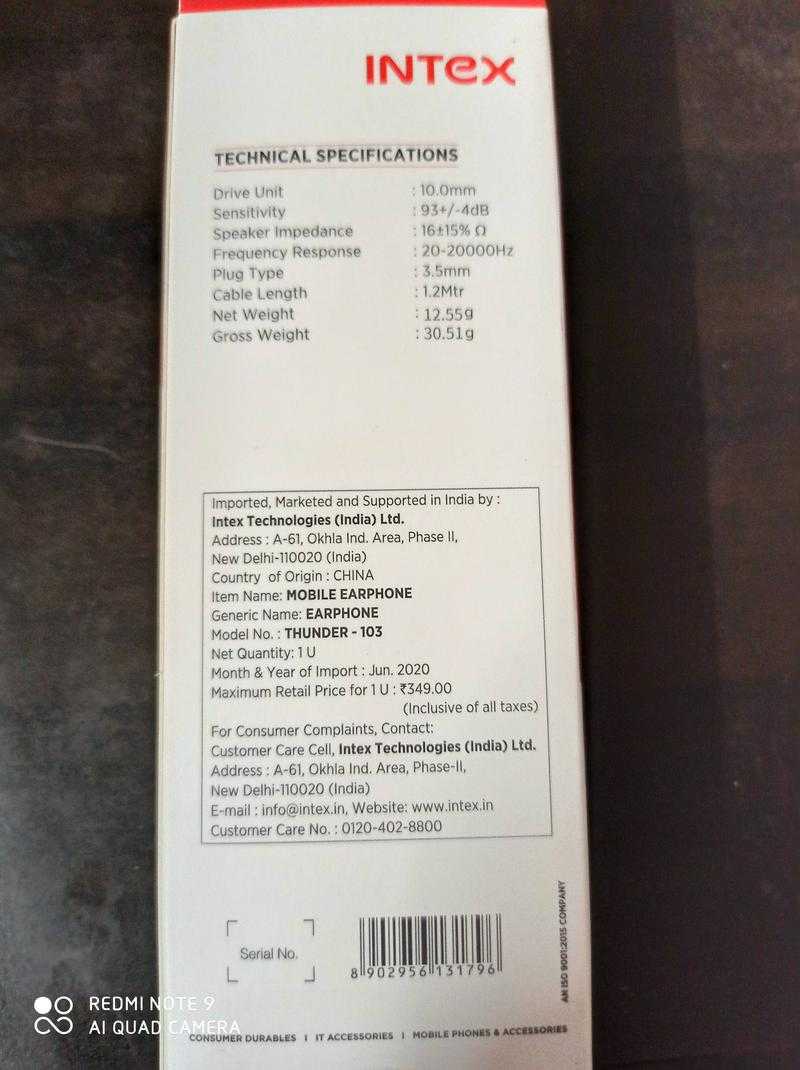 INTEX
TECHNICAL SPECIFICATIONS
Drive Unit : 10.0mm
Sensitivity : 93+/-4dB
Speaker Impedance : 16±15% Ω
Frequency Response : 20-20000Hz
Plug Type : 3.5mm
Cable Length : 1.2Mtr
Net Weight : 12.55g
Gross Weight : 30.51g
Imported, Marketed and Supported in India by :
Intex Technologies (India) Ltd.
Address : A-61, Okhla Ind. Area, Phase II,
New Delhi-110020 (India)
Country of Origin : CHINA
Item Name: MOBILE EARPHONE
Generic Name: EARPHONE
Model No. : THUNDER - 103
Net Quantity: 1 U
Month & Year of Import : Jun. 2020
Maximum Retail Price for 1 U : ₹349.00
(Inclusive of all taxes)
For Consumer Complaints, Contact:
Customer Care Cell, Intex Technologies (India) Ltd.
Address : A-61, Okhla Ind. Area, Phase-II,
New Delhi-110020 (India)
E-mail : info@intex.in, Website: www.intex.in
Customer Care No. : 0120-402-8800
Serial No.
8 902956 131796
AN ISO 9001:2015 COMPANY
CONSUMER DURABLES I IT ACCESSORIES I MOBILE PHONES & ACCESSORIES
REDMI NOTE 9
AI QUAD CAMERA